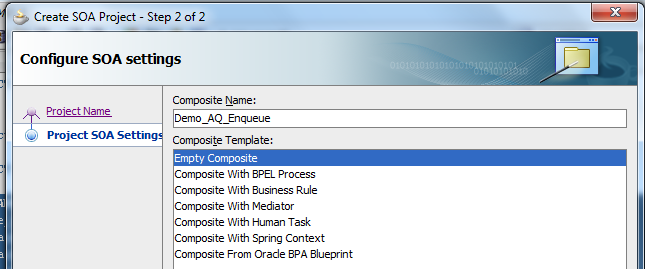 Create SOA Project - Step 2 of 2
Configure SOA settings
01010101010101010101010101
0101010101
Project Name
Project SOA Settings
Composite Name:
Demo_AQ_Enqueue
Composite Template:
Empty Composite
Composite With BPEL Process
Composite With Business Rule
Composite With Mediator
Composite With Human Task
Composite With Spring Context
Composite From Oracle BPA Blueprint